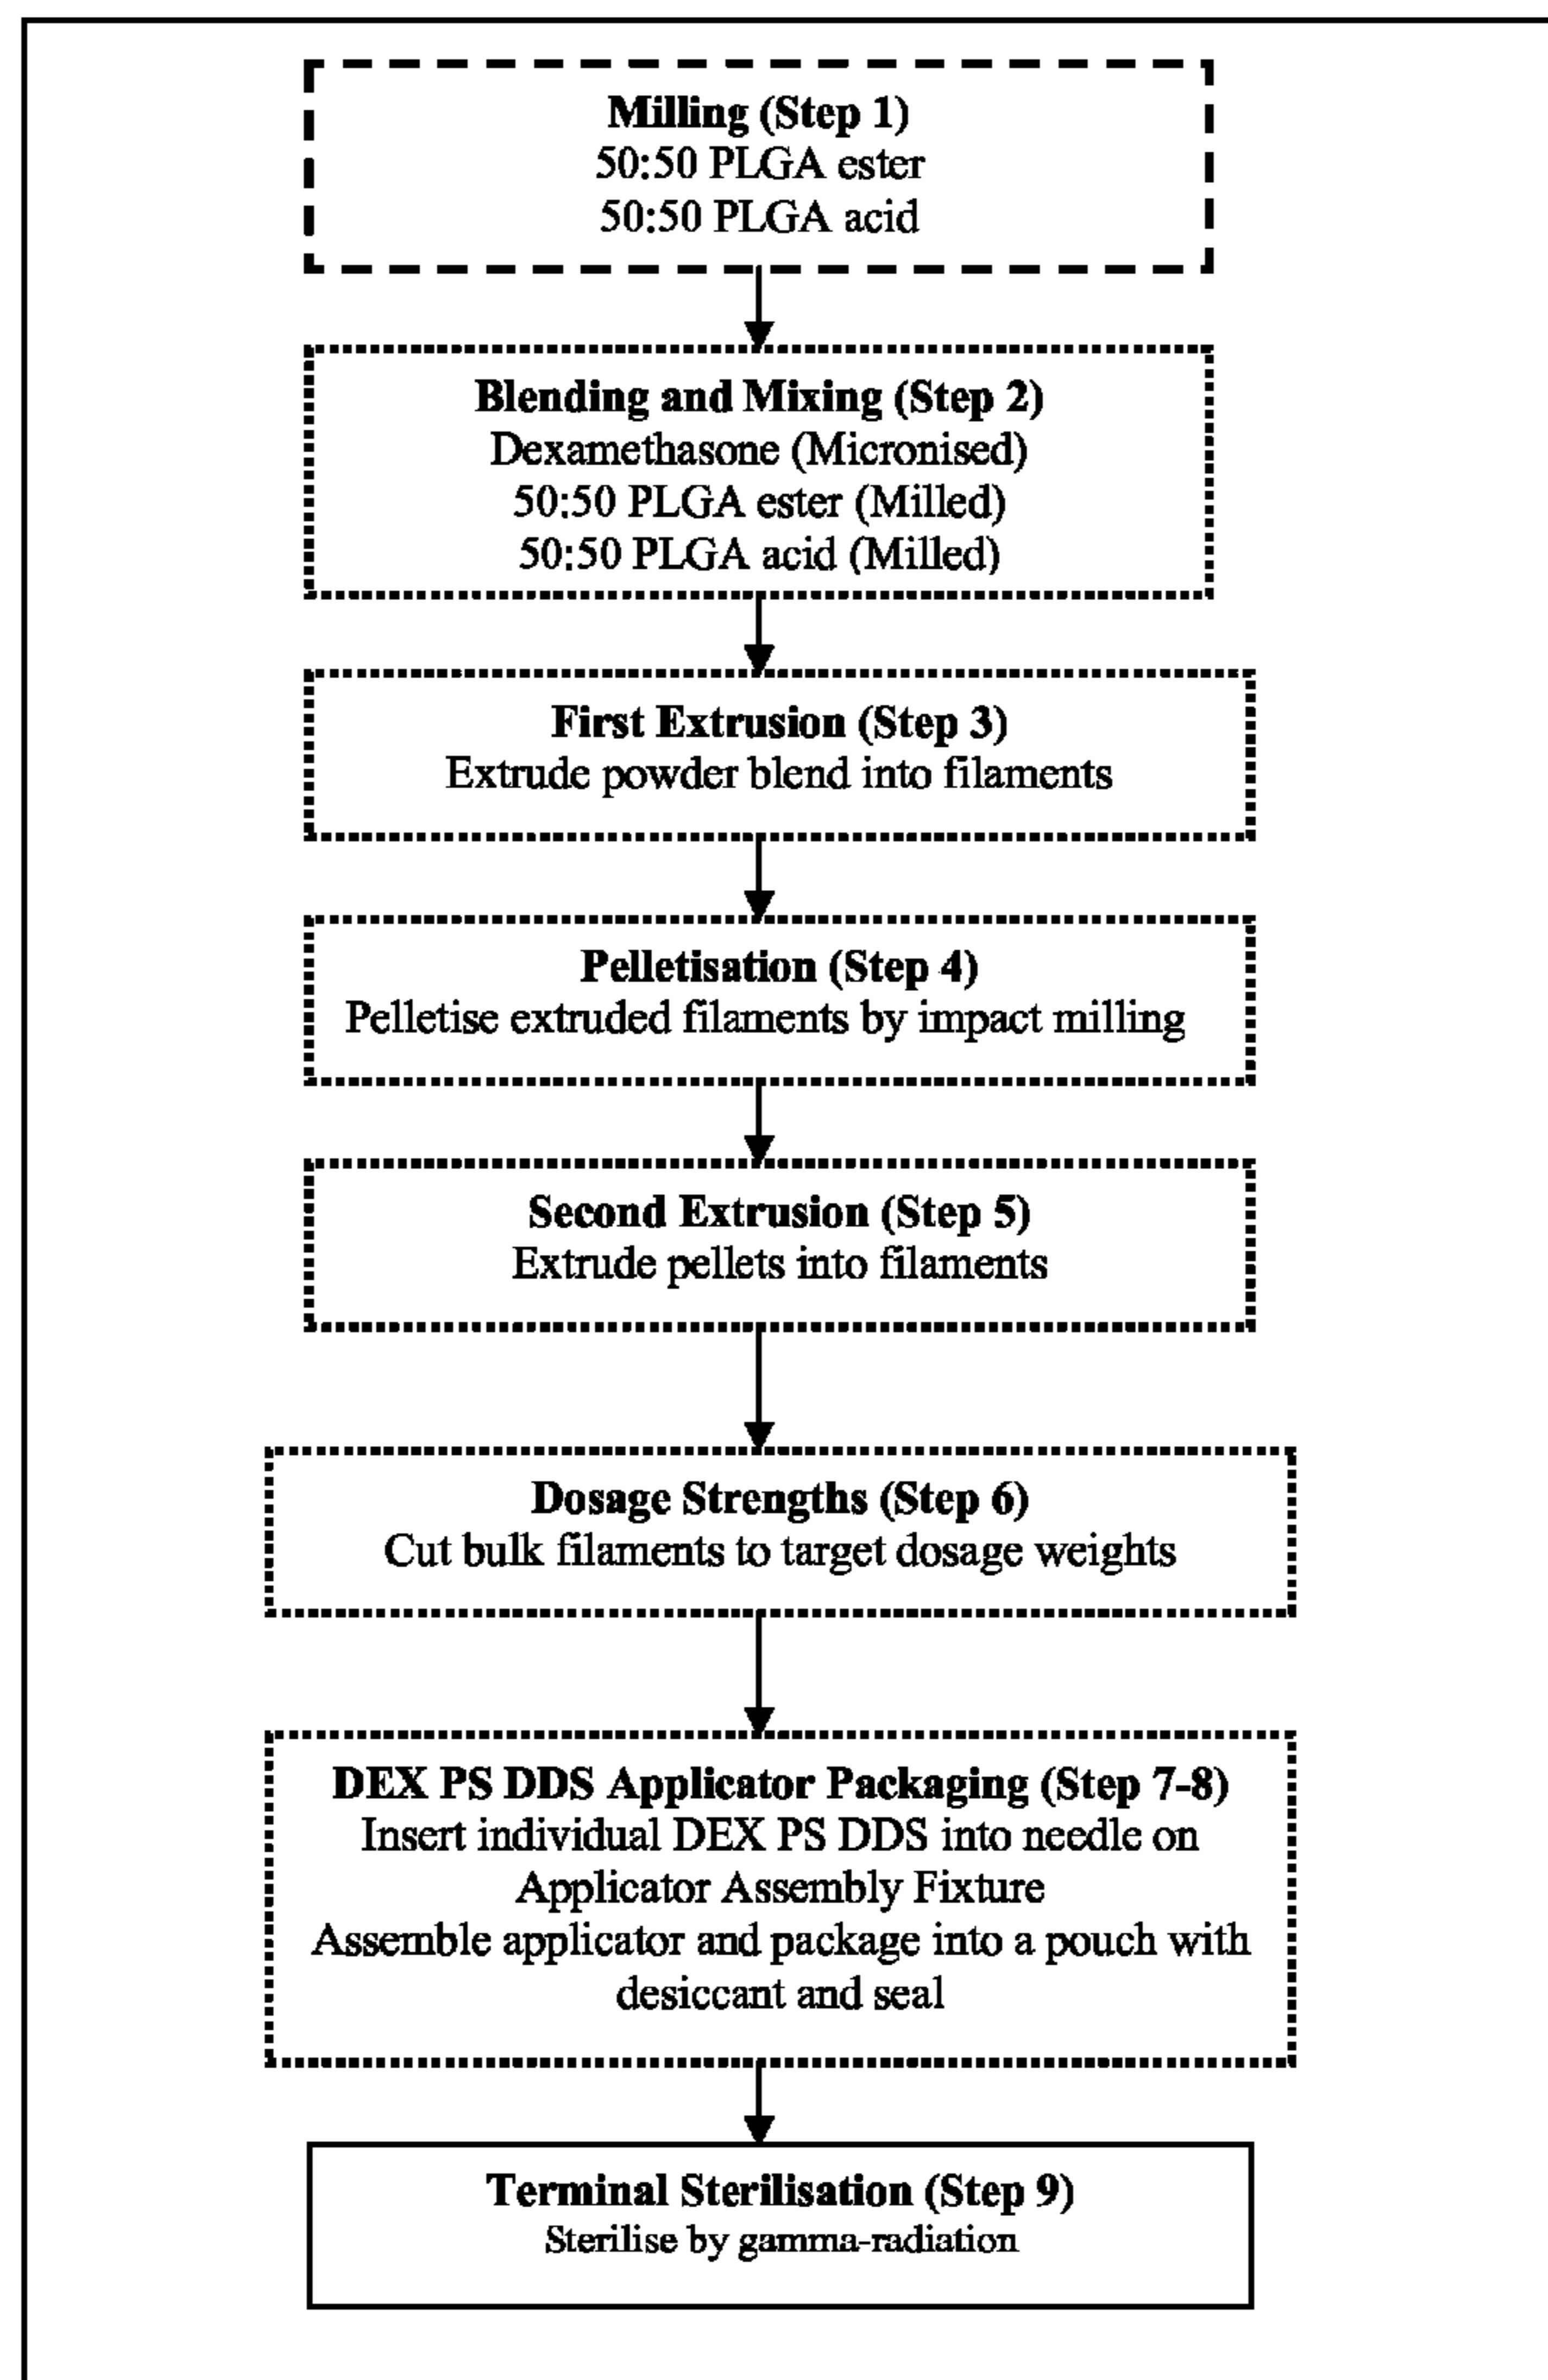 Milling (Step 1)
50:50 PLGA ester
50:50 PLGA acid
Blending and Mixing (Step 2)
Dexamethasone (Micronised)
50:50 PLGA ester (Milled)
50:50 PLGA acid (Milled)
First Extrusion (Step 3)
Extrude powder blend into filaments
Pelletisation (Step 4)
Pelletise extruded filaments by impact milling
Second Extrusion (Step 5)
Extrude pellets into filaments
Dosage Strengths (Step 6)
Cut bulk filaments to target dosage weights
DEX PS DDS Applicator Packaging (Step 7-8)
Insert individual DEX PS DDS into needle on
Applicator Assembly Fixture
Assemble applicator and package into a pouch with
desiccant and seal
Terminal Sterilisation (Step 9)
Sterilise by gamma-radiation